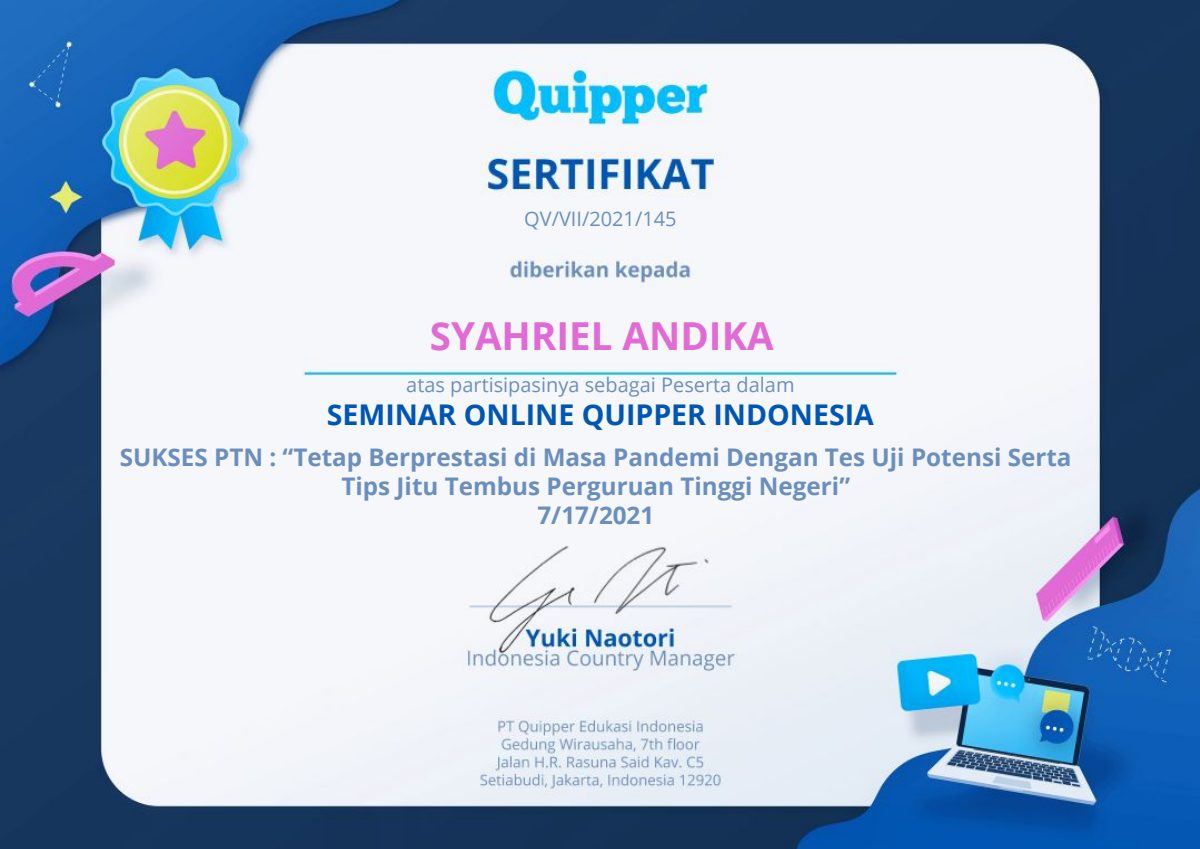 Quipper
SERTIFIKAT
QV/VII/2021/145
diberikan kepada
SYAHRIEL ANDIKA
atas partisipasinya sebagai Peserta dalam
SEMINAR ONLINE QUIPPER INDONESIA
SUKSES PTN : “Tetap Berprestasi di Masa Pandemi Dengan Tes Uji Potensi Serta
Tips Jitu Tembus Perguruan Tinggi Negeri”
7/17/2021
Yuki Naotori
Indonesia Country Manager
PT Quipper Edukasi Indonesia
Gedung Wirausaha, 7th floor
Jalan H.R. Rasuna Said Kav. C5
Setiabudi, Jakarta, Indonesia 12920